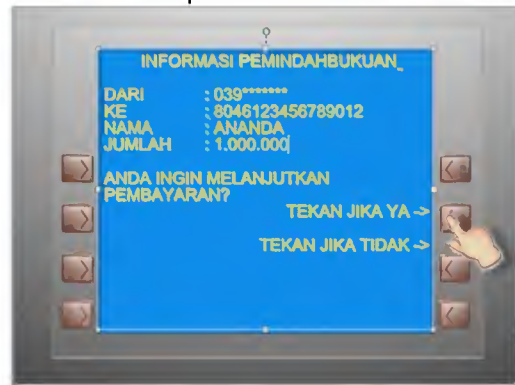 INFORMASI PEMINDAHBUKUAN_
DARI : 039*******
KE : 8046123456789012
NAMA : ANANDA
JUMLAH : 1.000.000
ANDA INGIN MELANJUTKAN
PEMBAYARAN?
TEKAN JIKA YA ->
TEKAN JIKA TIDAK ->